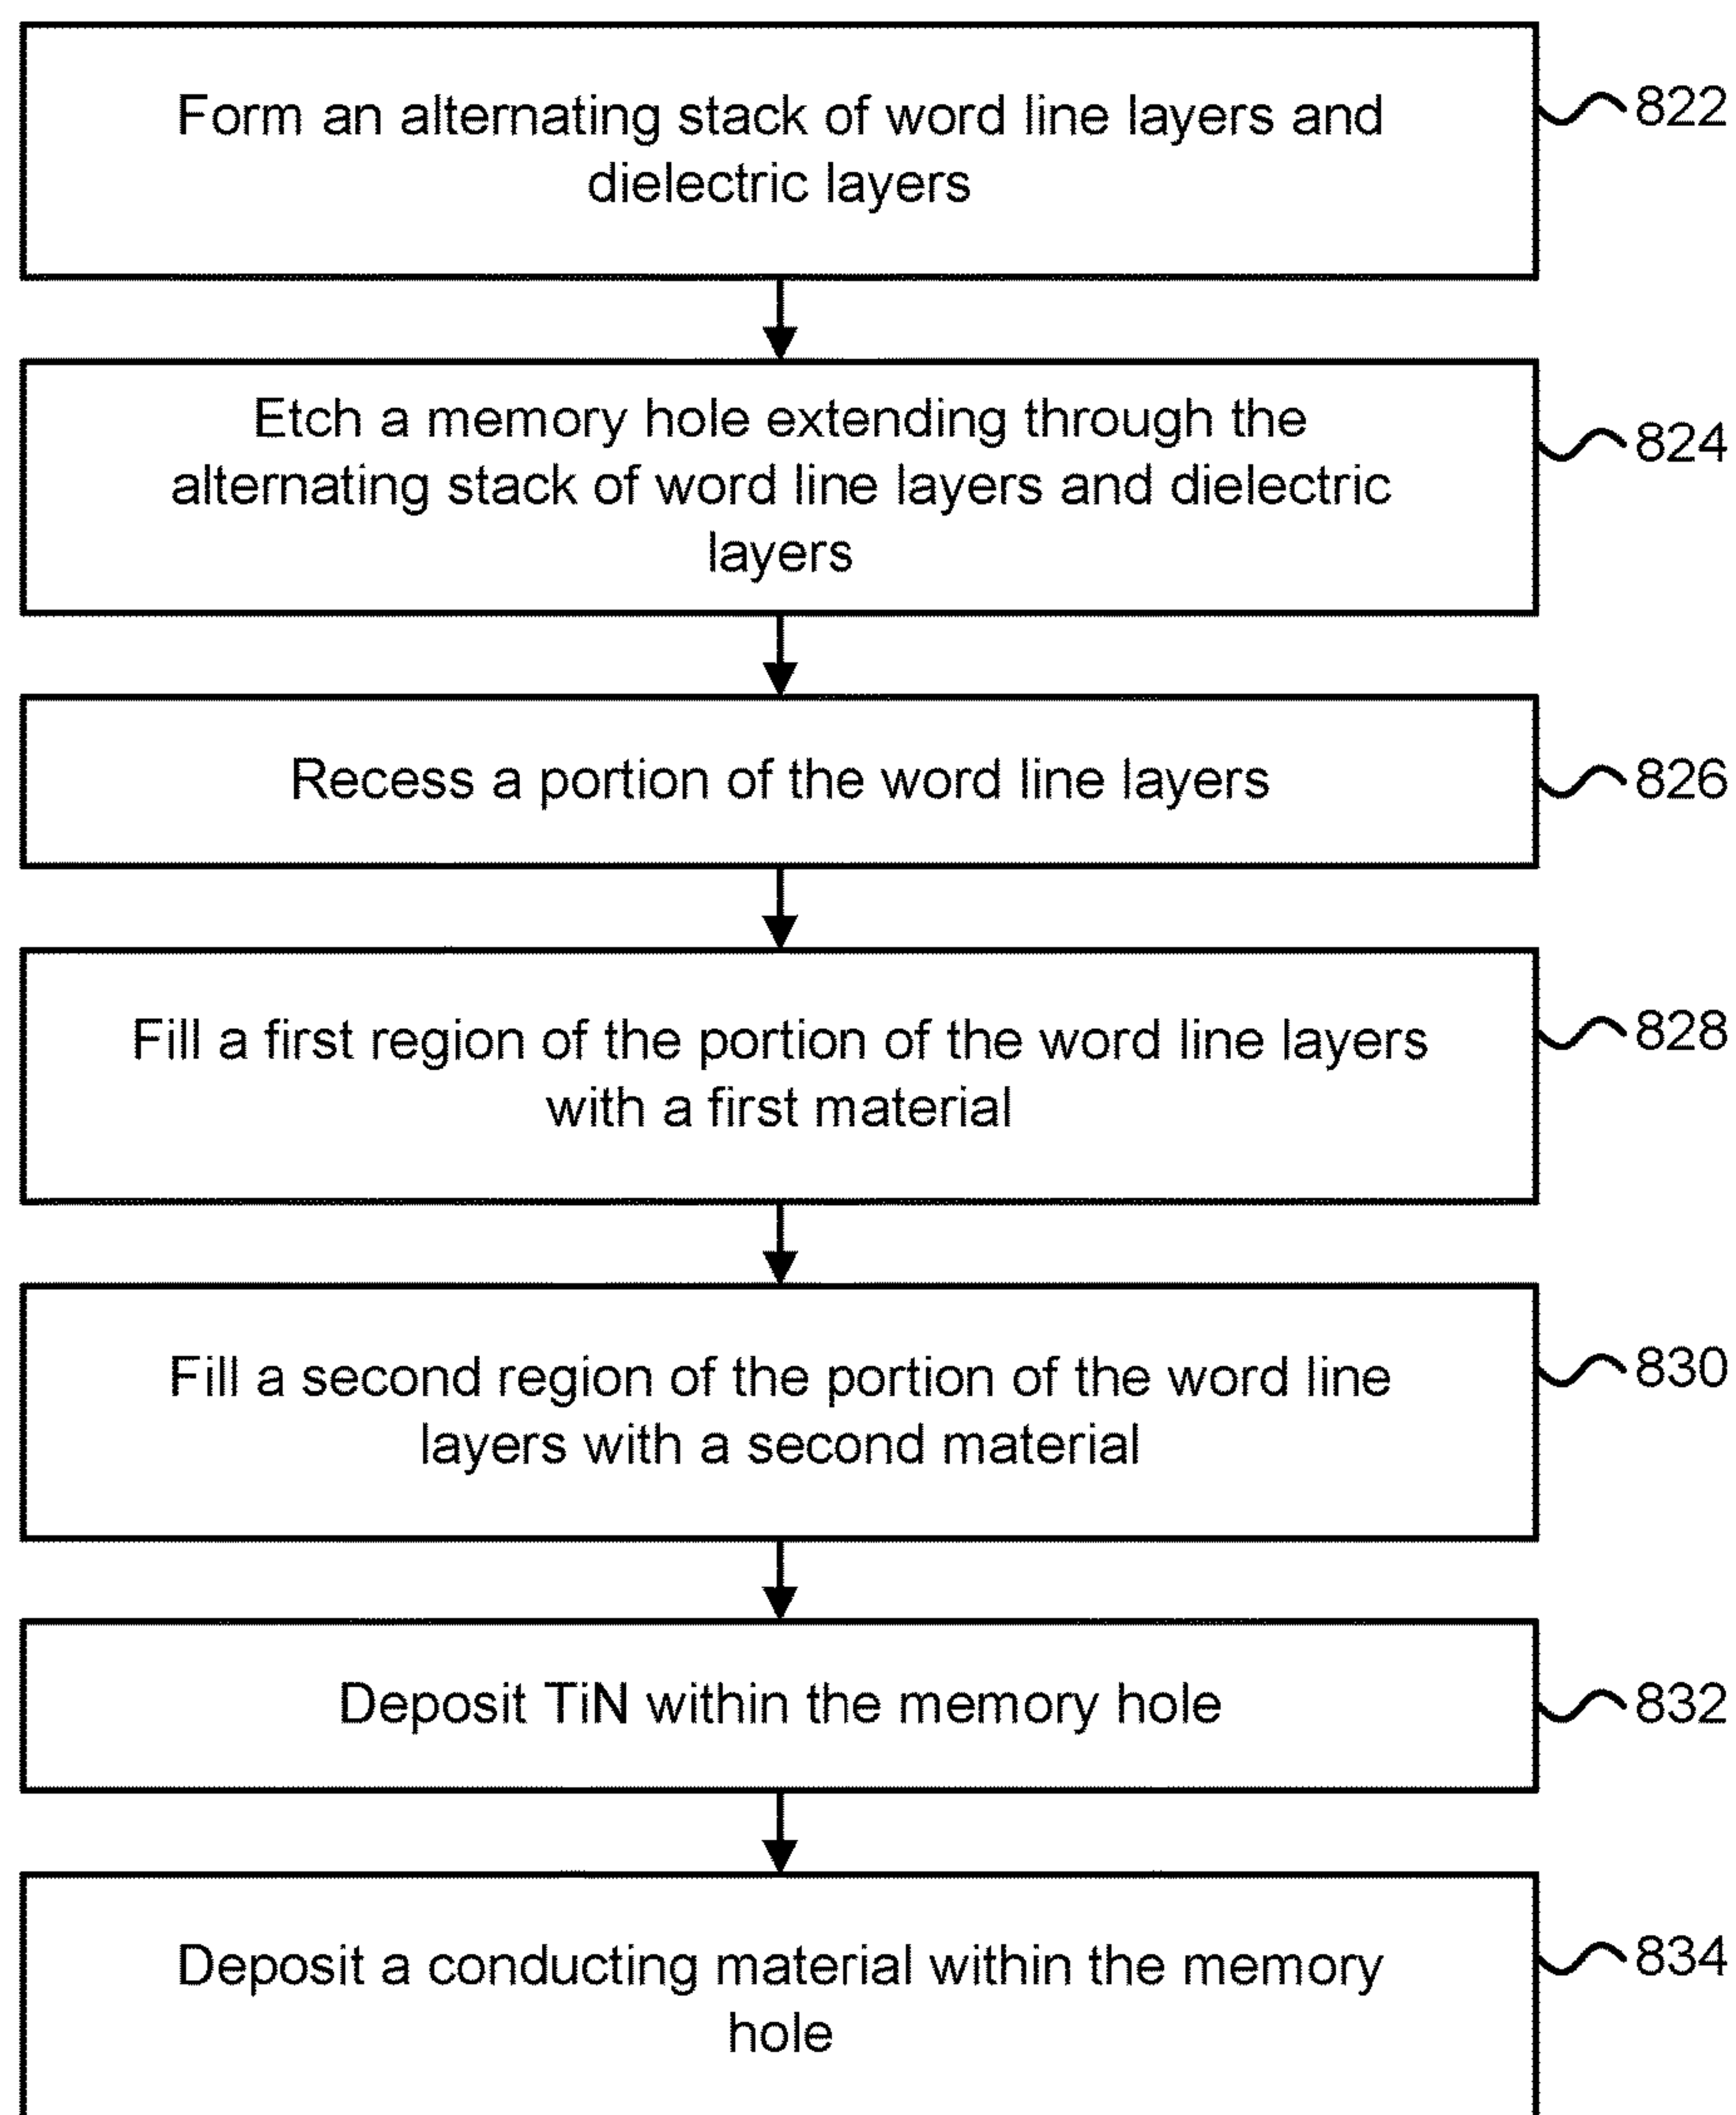 Form an alternating stack of word line layers and
dielectric layers
822
Etch a memory hole extending through the
alternating stack of word line layers and dielectric
layers
824
Recess a portion of the word line layers
826
Fill a first region of the portion of the word line layers
with a first material
828
Fill a second region of the portion of the word line
layers with a second material
830
Deposit TiN within the memory hole
832
Deposit a conducting material within the memory
hole
834